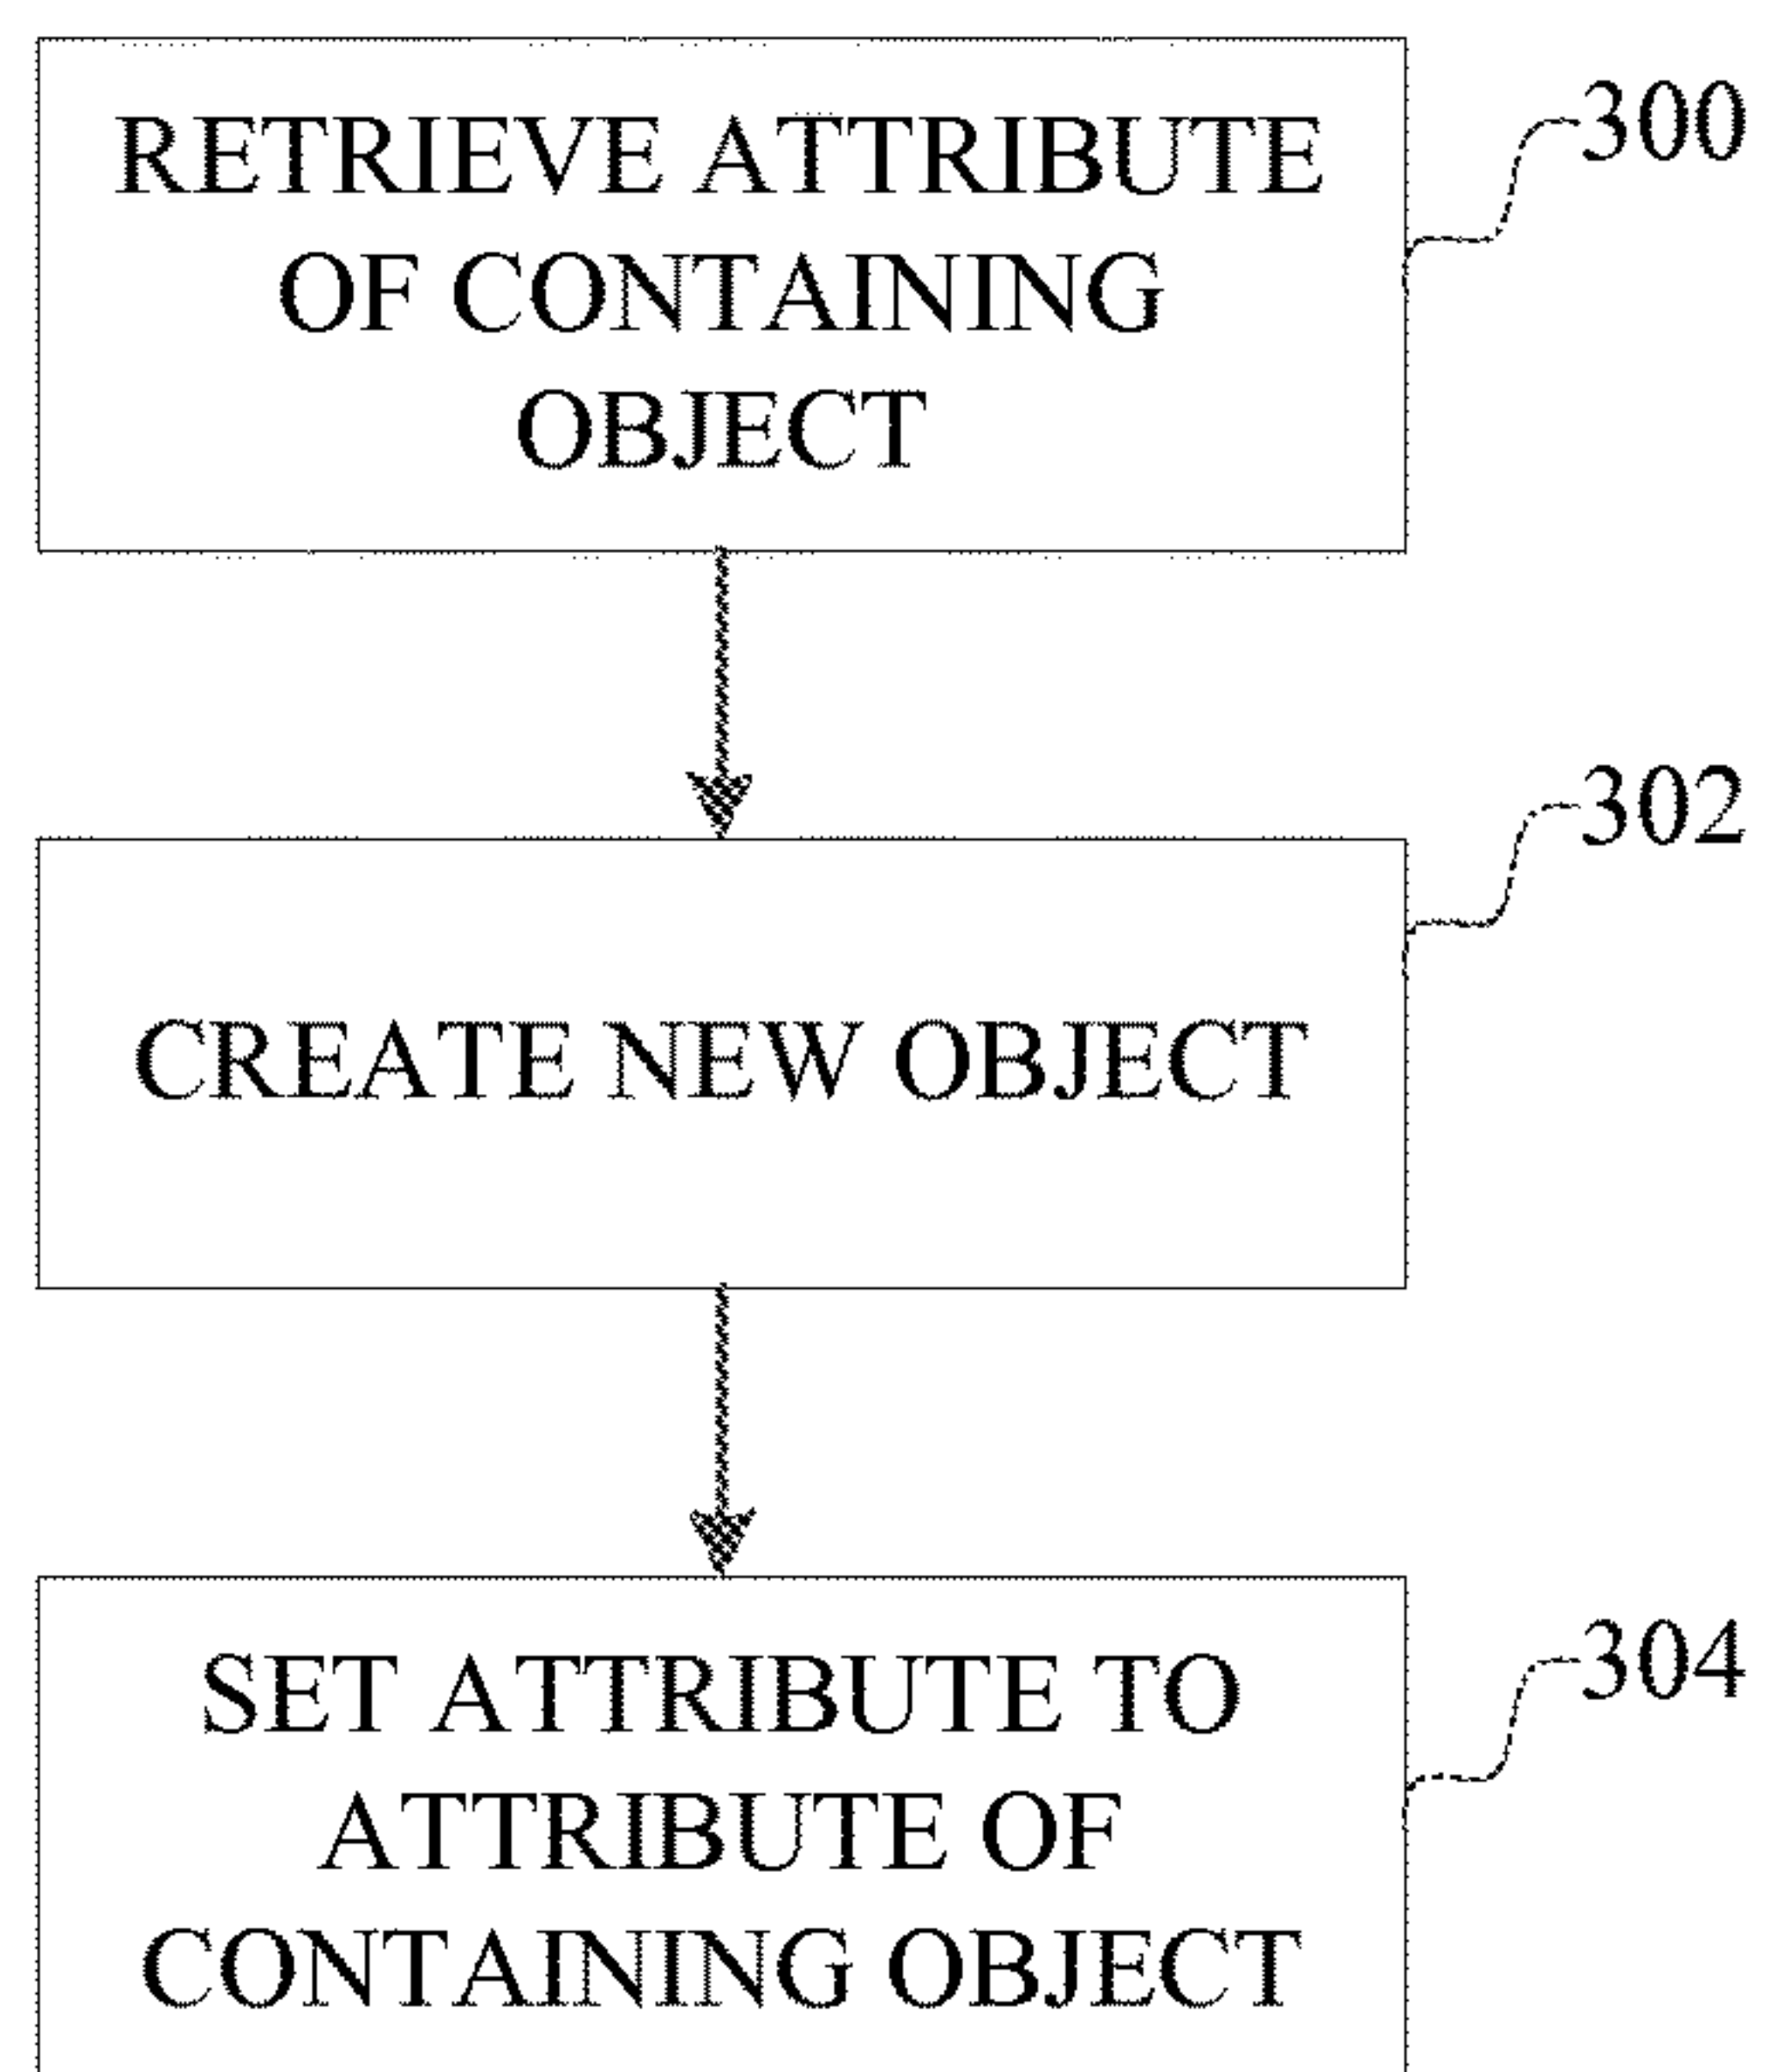 RETRIEVE ATTRIBUTE
OF CONTAINING
OBJECT
300
CREATE NEW OBJECT
302
SET ATTRIBUTE TO
ATTRIBUTE OF
CONTAINING OBJECT
304